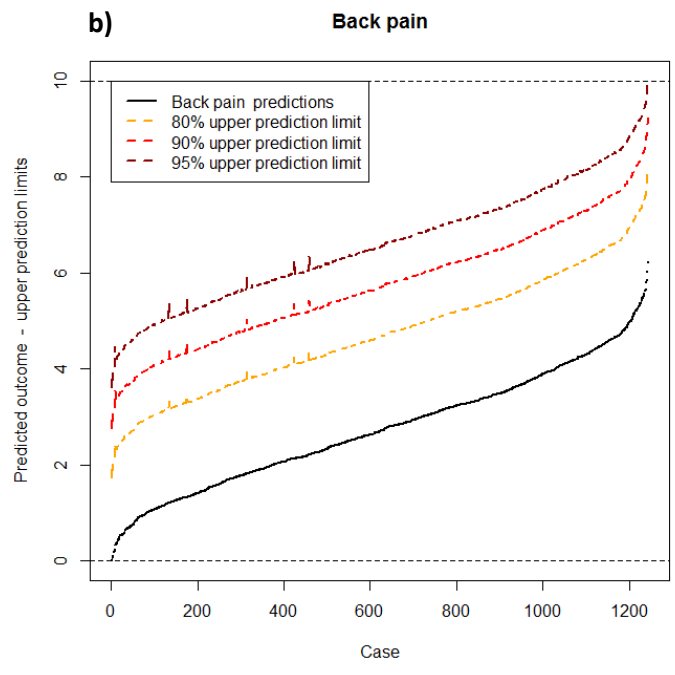 b)
Back pain
Back pain predictions
80% upper prediction limit
90% upper prediction limit
95% upper prediction limit
Predicted outcome - upper prediction limits
10
8
6
4
2
0
0 200 400 600 800 1000 1200
Case